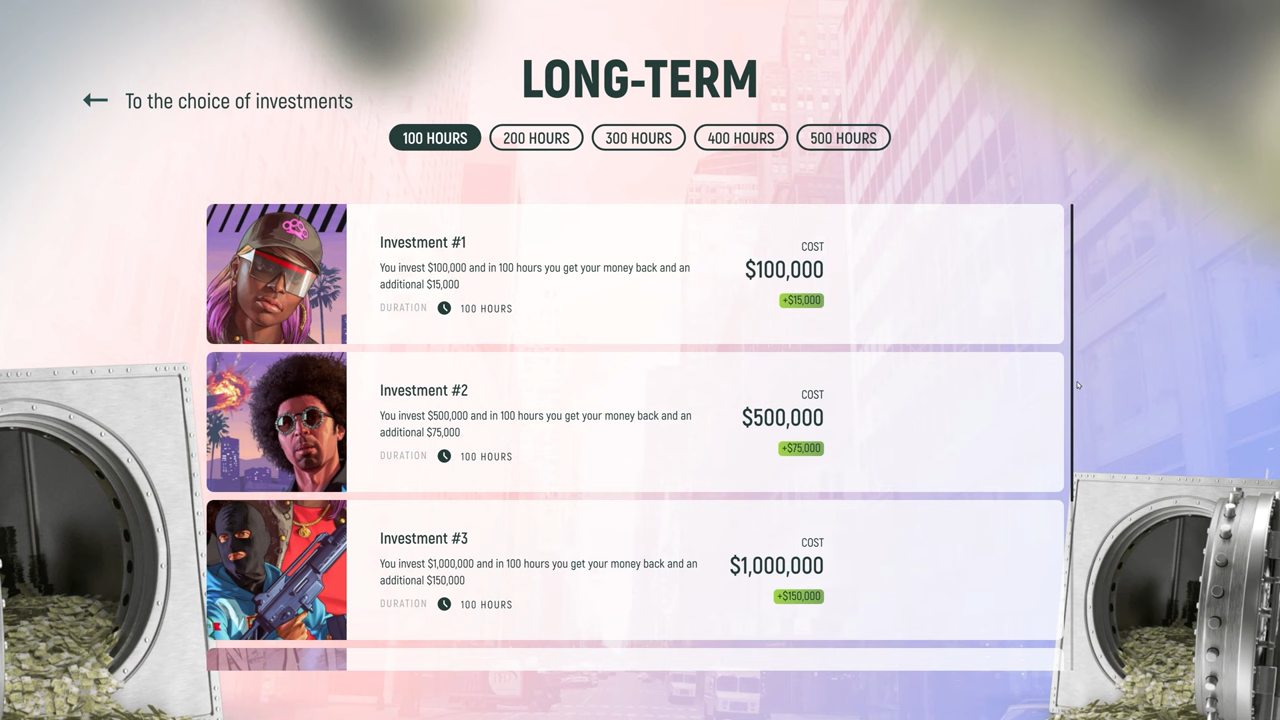 LONG-TERM
To the choice of investments
100 HOURS
200 HOURS
300 HOURS
400 HOURS
500 HOURS
Investment #1
You invest $100,000 and in 100 hours you get your money back and an
additional $15,000
DURATION 100 HOURS
COST
$100,000
+$15,000
Investment #2
You invest $500,000 and in 100 hours you get your money back and an
additional $75,000
DURATION 100 HOURS
COST
$500,000
+$75,000
Investment #3
You invest $1,000,000 and in 100 hours you get your money back and an
additional $150,000
DURATION 100 HOURS
COST
$1,000,000
+$150,000